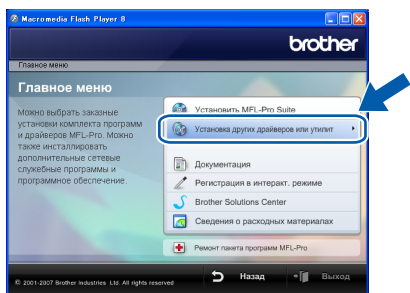 Macromedia Flash Player 8
brother
Главное меню
Главное меню
Можно выбрать заказные
установки комплекта программ
и драйверов MFL-Pro. Можно
также инсталлировать
дополнительные сетевые
служебные программы и
программное обеспечение.
Установить MFL-Pro Suite
Установка других драйверов или утилит
Документация
Регистрация в интеракт. режиме
Brother Solutions Center
Сведения о расходных материалах
Ремонт пакета программ MFL-Pro
© 2001-2007 Brother Industries Ltd. All rights reserved
Назад
Выход